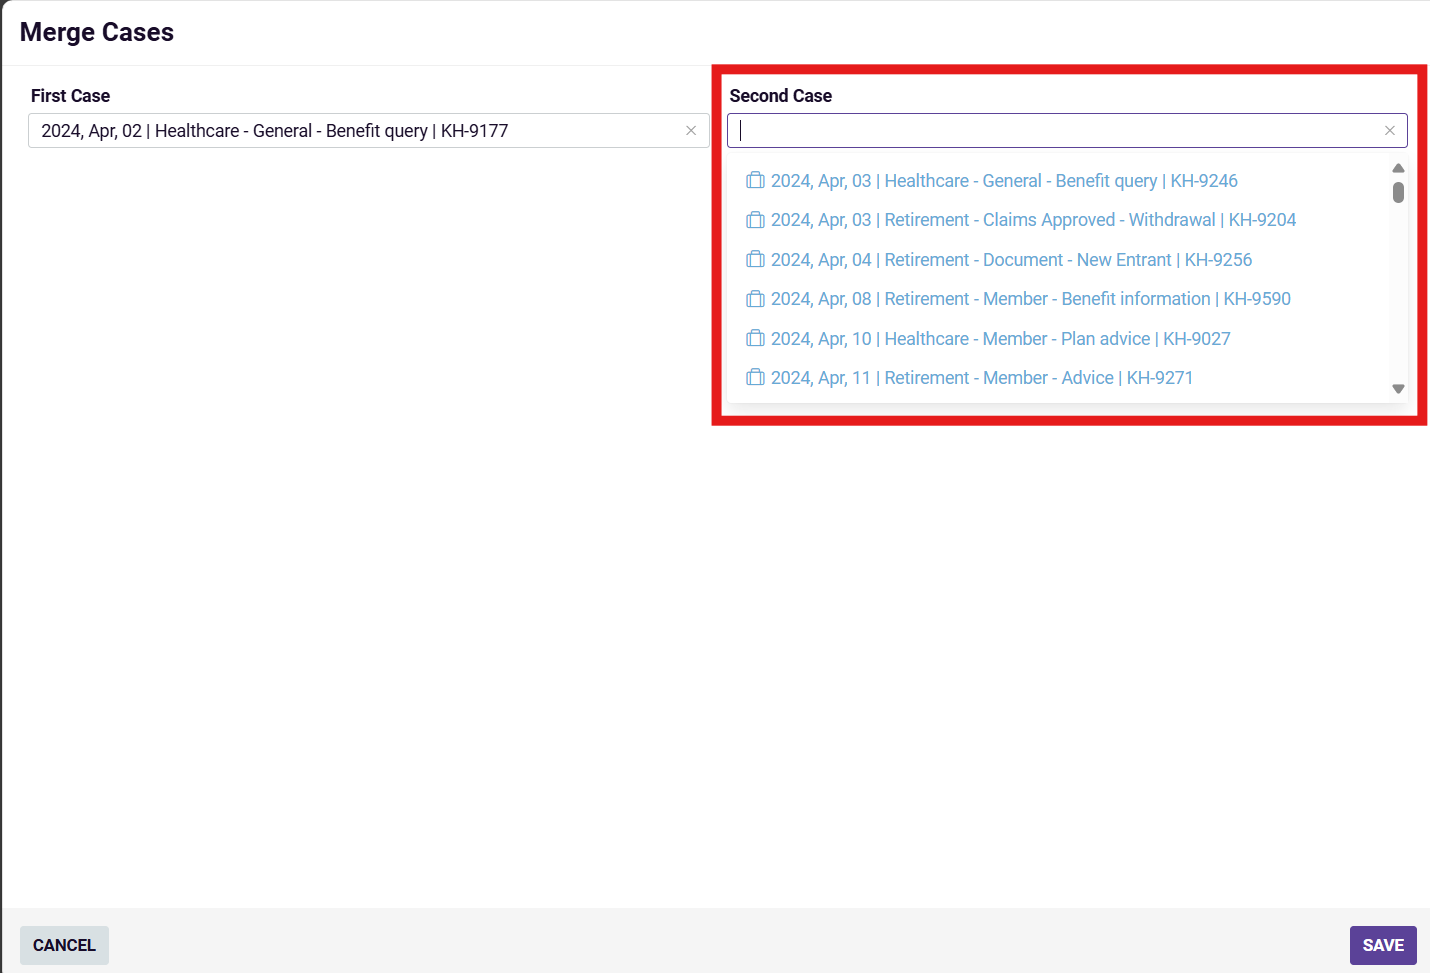 Merge Cases
First Case
2024, Apr, 02 | Healthcare - General - Benefit query | KH-9177
Second Case
2024, Apr, 03 | Healthcare - General - Benefit query | KH-9246
2024, Apr, 03 | Retirement - Claims Approved - Withdrawal | KH-9204
2024, Apr, 04 | Retirement - Document - New Entrant | KH-9256
2024, Apr, 08 | Retirement - Member - Benefit information | KH-9590
2024, Apr, 10 | Healthcare - Member - Plan advice | KH-9027
2024, Apr, 11 | Retirement - Member - Advice | KH-9271
CANCEL
SAVE